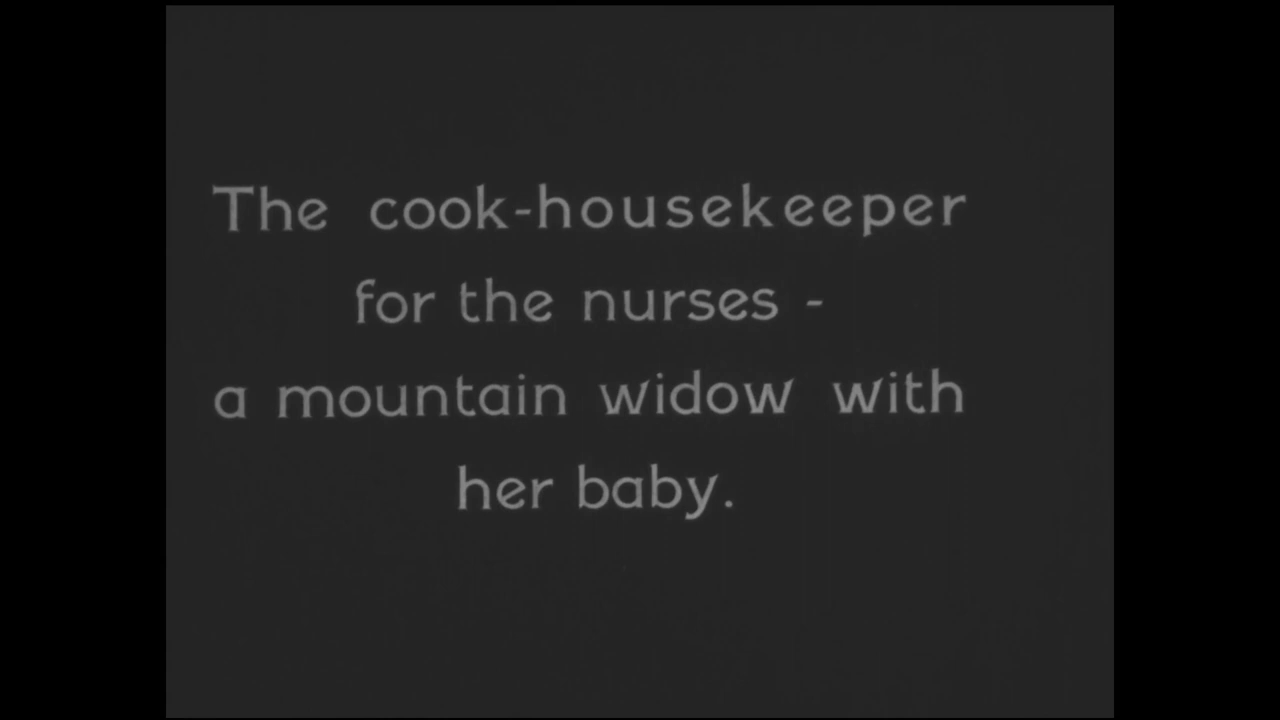 The cook-housekeeper
for the nurses -
a mountain widow with
her baby.